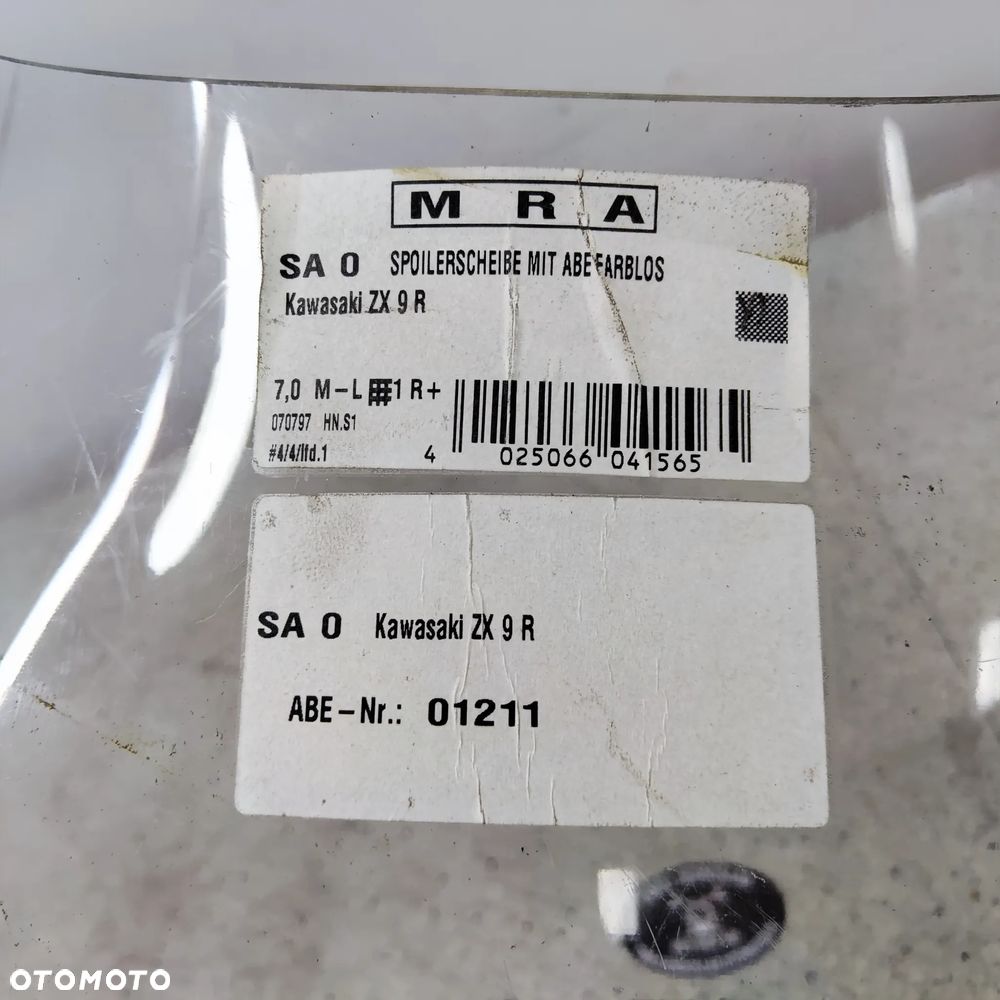 M R A
SA 0 SPOILERSCHEIBE MIT ABE FARBLOS
Kawasaki ZX 9 R
7,0 M-L 1 R+
070797 HN.S1
#4/4/lfd.1
4 025066 041565
SA 0 Kawasaki ZX 9 R
ABE-Nr.: 01211
OTOMOTO